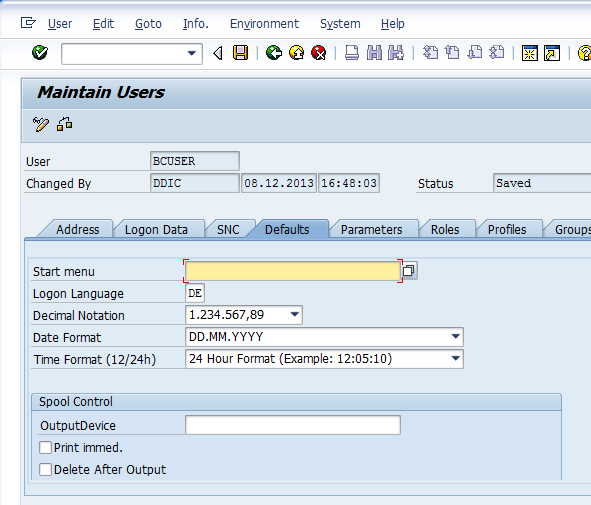 User Edit Goto Info. Environment System Help
Maintain Users
User BCUSER
Changed By DDIC 08.12.2013 16:48:03 Status Saved
Address Logon Data SNC Defaults Parameters Roles Profiles Groups
Start menu
Logon Language DE
Decimal Notation 1.234.567,89
Date Format DD.MM.YYYY
Time Format (12/24h) 24 Hour Format (Example: 12:05:10)
Spool Control
OutputDevice
Print immed.
Delete After Output